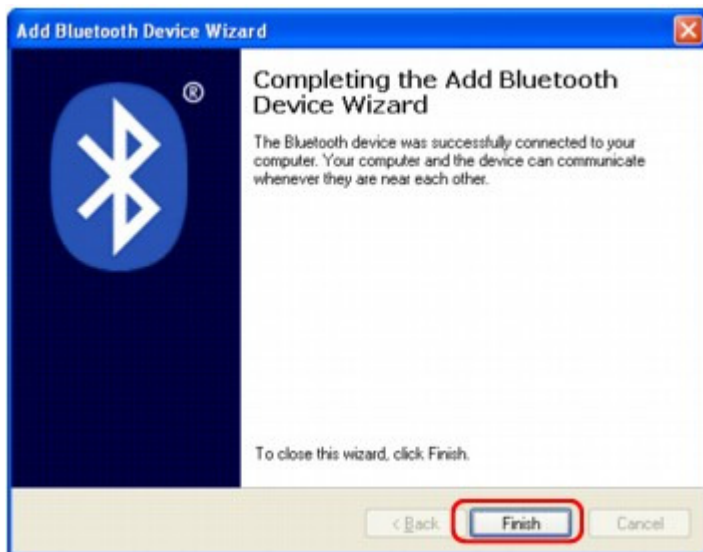 Add Bluetooth Device Wizard
®
Completing the Add Bluetooth
Device Wizard
The Bluetooth device was successfully connected to your
computer. Your computer and the device can communicate
whenever they are near each other.
To close this wizard, click Finish.
< Back Finish Cancel